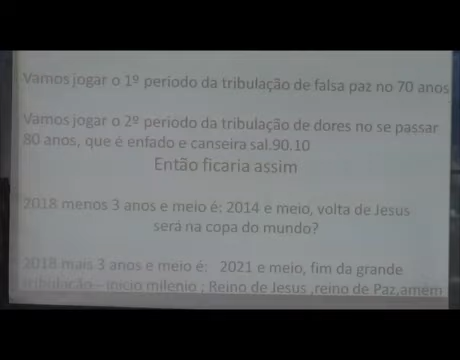 Vamos jogar o 1º periodo da tribulação de falsa paz no 70 anos
Vamos jogar o 2º periodo da tribulação de dores no se passar
80 anos, que é enfado e canseira sal.90.10
Então ficaria assim
2018 menos 3 anos e meio é: 2014 e meio, volta de Jesus
será na copa do mundo?
2018 mais 3 anos e meio é: 2021 e meio, fim da grande
tribulação – inicio milenio ; Reino de Jesus ,reino de Paz,amém